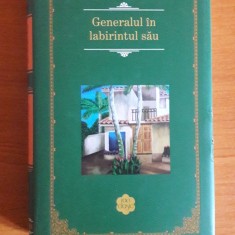 Generalul în
labirintul său